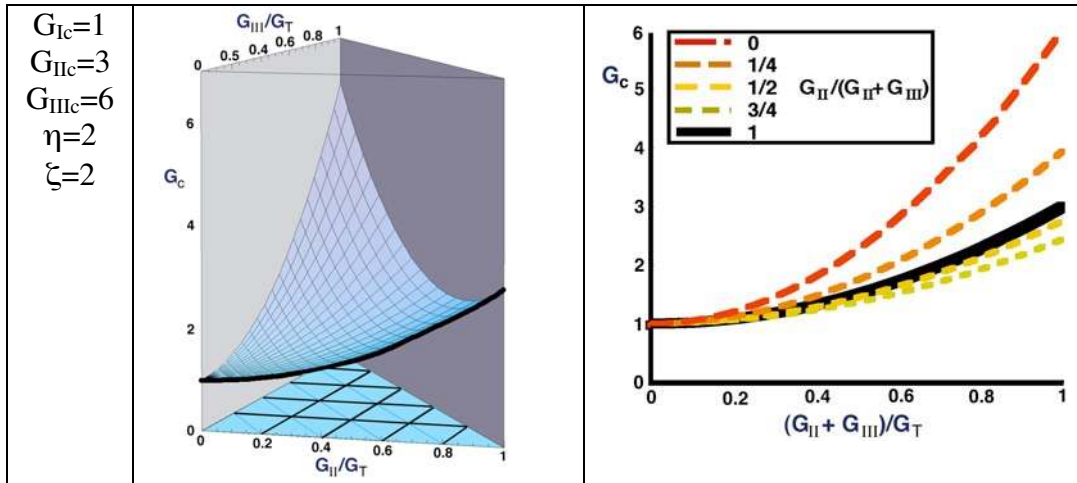 G_Ic=1
G_IIc=3
G_IIIc=6
η=2
ζ=2
G_III/G_T
0 0.5 0.4 0.6 0.8 1
6
G_c
4
2
0
0 0.2 0.4 0.6 0.8 1
G_II/G_T
6
G_c 5
4
3
2
1
0
0
1/4
1/2 G_II/(G_II+G_III)
3/4
1
0 0.2 0.4 0.6 0.8 1
(G_II + G_III)/G_T